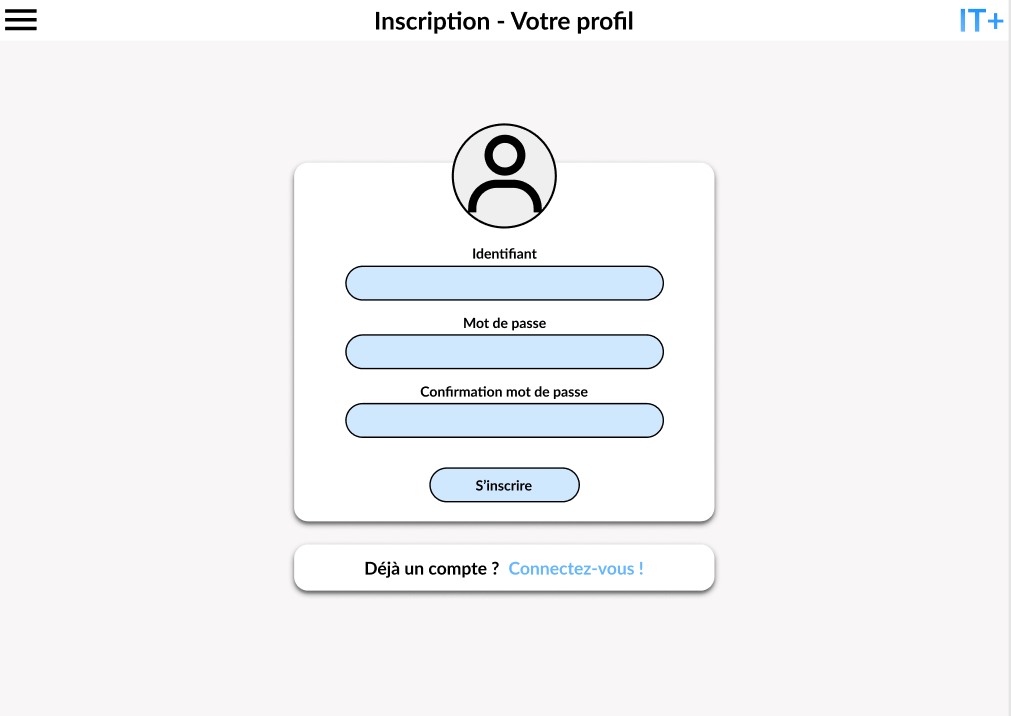 Inscription - Votre profil
IT+
Identifiant
Mot de passe
Confirmation mot de passe
S’inscrire
Déjà un compte ? Connectez-vous !